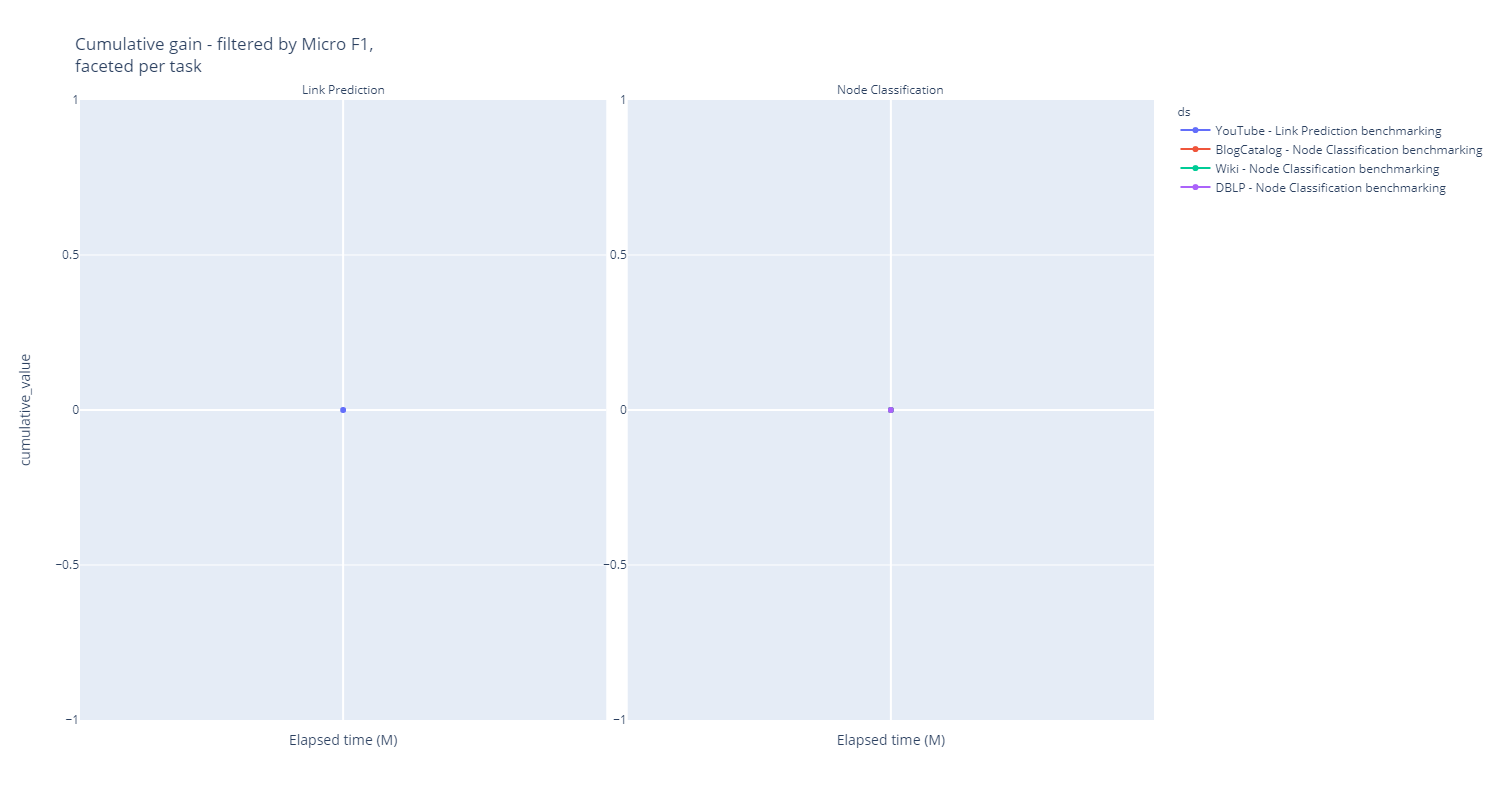 Cumulative gain - filtered by Micro F1,
faceted per task
Link Prediction
Node Classification
1
0.5
0
−0.5
−1
1
0.5
0
−0.5
−1
cumulative_value
Elapsed time (M)
Elapsed time (M)
ds
YouTube - Link Prediction benchmarking
BlogCatalog - Node Classification benchmarking
Wiki - Node Classification benchmarking
DBLP - Node Classification benchmarking